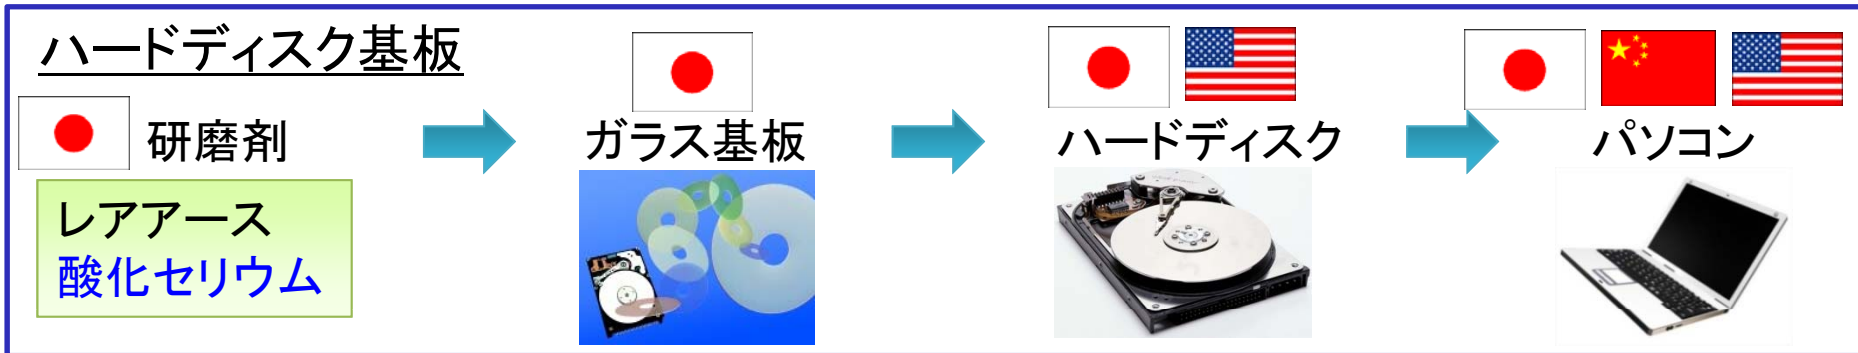 ハードディスク基板
研磨剤
レアアース
酸化セリウム
ガラス基板
ハードディスク
パソコン